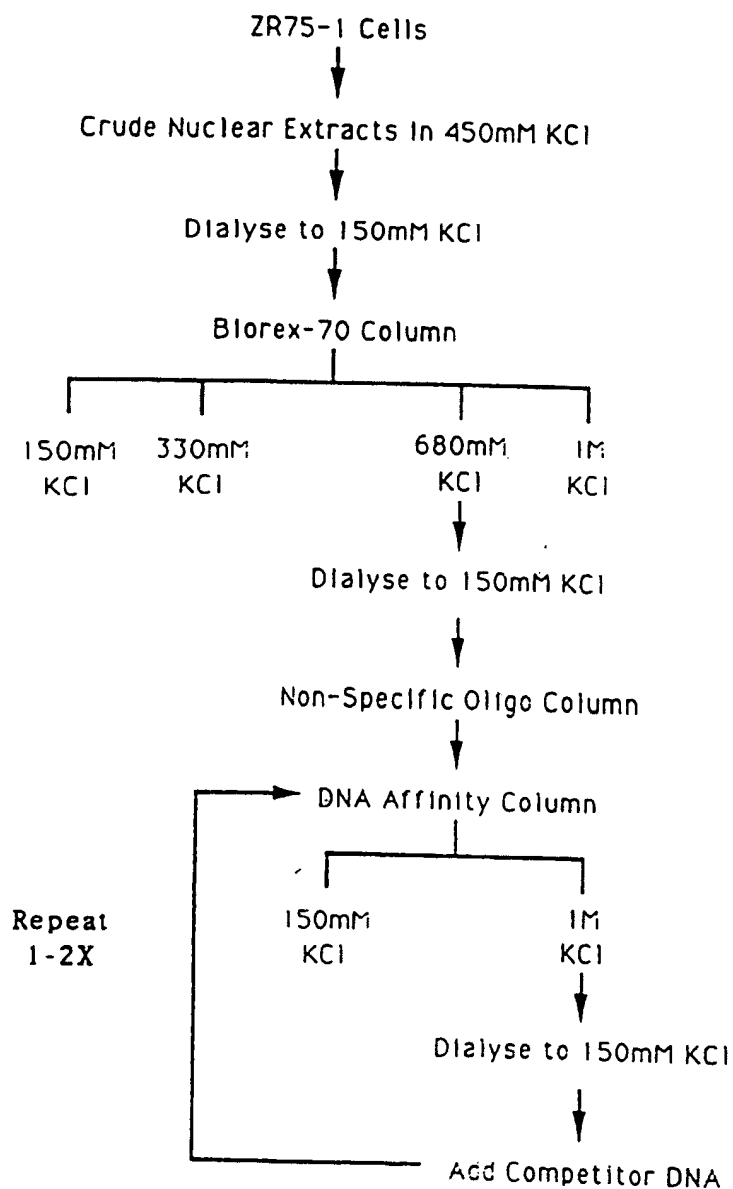 ZR75-1 Cells
Crude Nuclear Extracts in 450mM KCl
Dialyse to 150mM KCl
Biorex-70 Column
150mM 330mM 680mM 1M
KCl KCl KCl KCl
Dialyse to 150mM KCl
Non-Specific Oligo Column
DNA Affinity Column
Repeat
1-2X
150mM 1M
KCl KCl
Dialyse to 150mM KCl
Add Competitor DNA